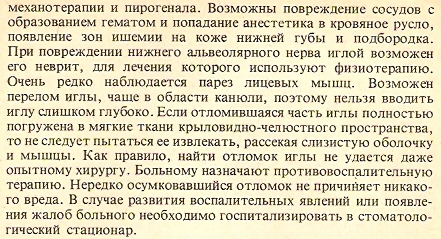 механотерапии и пирогенала. Возможны повреждение сосудов с
образованием гематом и попадание анестетика в кровяное русло,
появление зон ишемии на коже нижней губы и подбородка.
При повреждении нижнего альвеолярного нерва иглой возможен
его неврит, для лечения которого используют физиотерапию.
Очень редко наблюдается парез лицевых мышц. Возможен
перелом иглы, чаще в области канюли, поэтому нельзя вводить
иглу слишком глубоко. Если отломившаяся часть иглы полностью
погружена в мягкие ткани крыловидно-челюстного пространства,
то не следует пытаться ее извлекать, рассекая слизистую оболочку
и мышцы. Как правило, найти отломок иглы не удается даже
опытному хирургу. Больному назначают противовоспалительную
терапию. Нередко осумковавшийся отломок не причиняет никако-
го вреда. В случае развития воспалительных явлений или появле-
ния жалоб больного необходимо госпитализировать в стоматоло-
гический стационар.